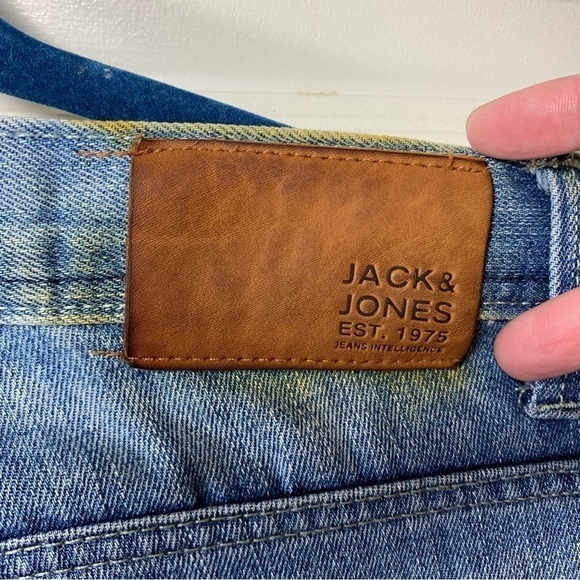 JACK&
JONES
EST. 1975
JEANS INTELLIGENCE